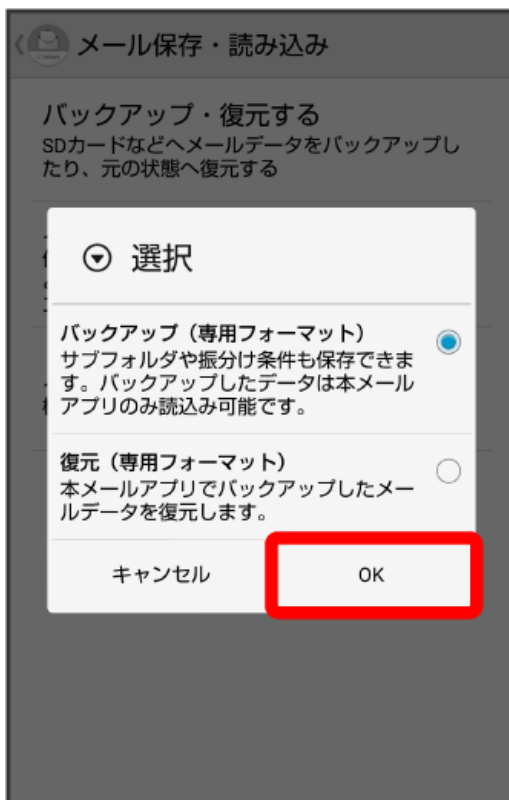 メール保存・読み込み
バックアップ・復元する
SDカードなどへメールデータをバックアップし
たり、元の状態へ復元する
選択
バックアップ（専用フォーマット）
サブフォルダや振分け条件も保存できま
す。バックアップしたデータは本メール
アプリのみ読込み可能です。
復元（専用フォーマット）
本メールアプリでバックアップしたメー
ルデータを復元します。
キャンセル
OK